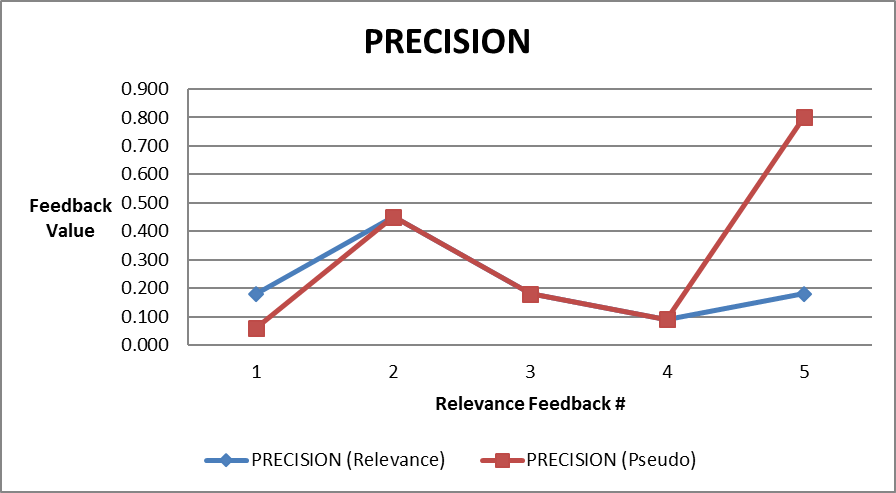 PRECISION
0.900
0.800
0.700
0.600
0.500
0.400
0.300
0.200
0.100
0.000
Feedback
Value
1 2 3 4 5
Relevance Feedback #
PRECISION (Relevance) PRECISION (Pseudo)